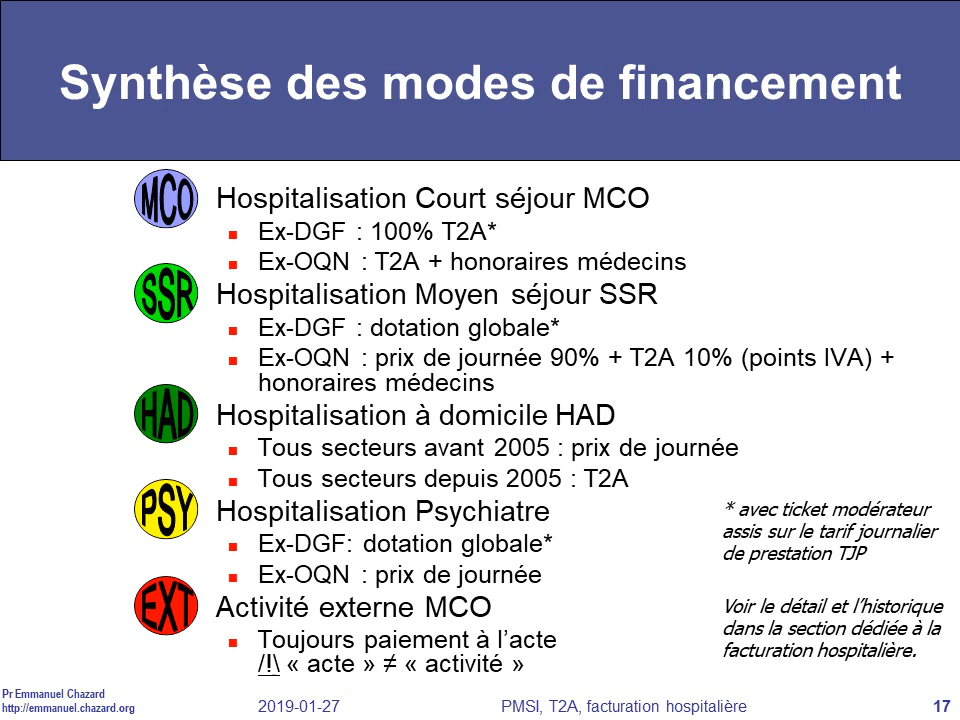 Synthèse des modes de financement
MCO
Hospitalisation Court séjour MCO
Ex-DGF : 100% T2A*
Ex-OQN : T2A + honoraires médecins
SSR
Hospitalisation Moyen séjour SSR
Ex-DGF : dotation globale*
Ex-OQN : prix de journée 90% + T2A 10% (points IVA) +
honoraires médecins
HAD
Hospitalisation à domicile HAD
Tous secteurs avant 2005 : prix de journée
Tous secteurs depuis 2005 : T2A
PSY
Hospitalisation Psychiatre
Ex-DGF: dotation globale*
Ex-OQN : prix de journée
EXT
Activité externe MCO
Toujours paiement à l'acte
/!\ « acte » ≠ « activité »
* avec ticket modérateur
assis sur le tarif journalier
de prestation TJP
Voir le détail et l'historique
dans la section dédiée à la
facturation hospitalière.
Pr Emmanuel Chazard
http://emmanuel.chazard.org
2019-01-27
PMSI, T2A, facturation hospitalière
17